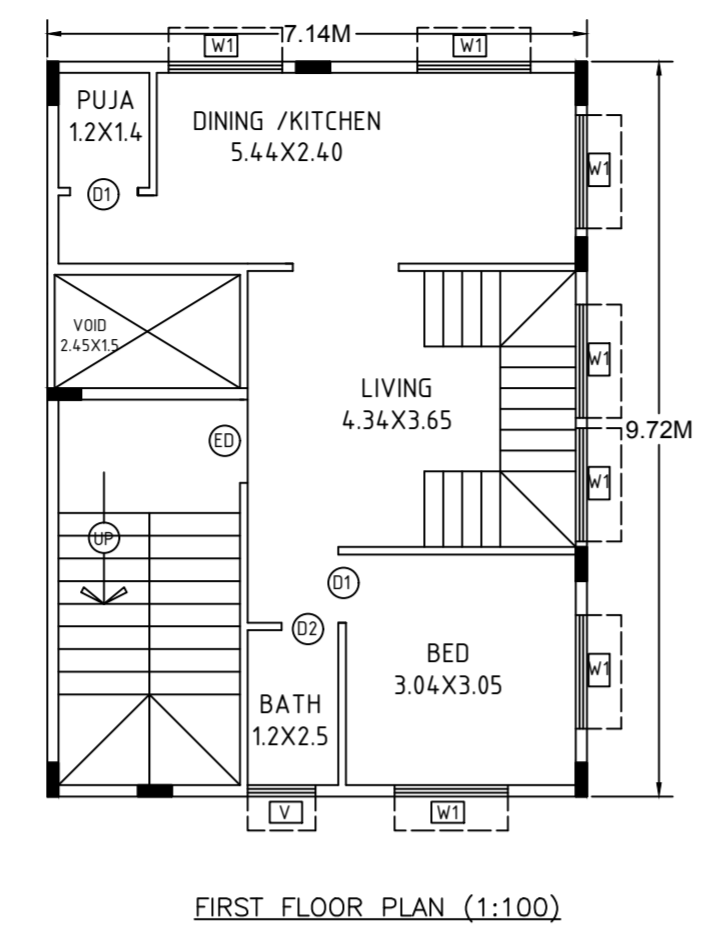 7.14M
W1
W1
PUJA
1.2X1.4
DINING /KITCHEN
5.44X2.40
D1
W1
VOID
2.45X1.5
W1
LIVING
4.34X3.65
9.72M
ED
W1
UP
D1
D2
BED
3.04X3.05
W1
BATH
1.2X2.5
V
W1
FIRST FLOOR PLAN (1:100)